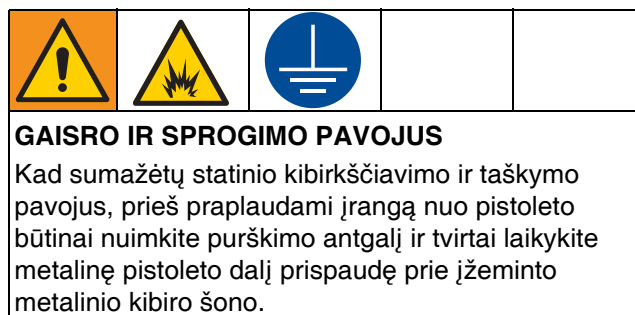 GAISRO IR SPROGIMO PAVOJUS
Kad sumažėtų statinio kibirkščiavimo ir taškymo
pavojus, prieš praplaudami įrangą nuo pistoleto
būtinai nuimkite purškimo antgalį ir tvirtai laikykite
metalinę pistoleto dalį prispaudę prie įžeminto
metalinio kibiro šono.